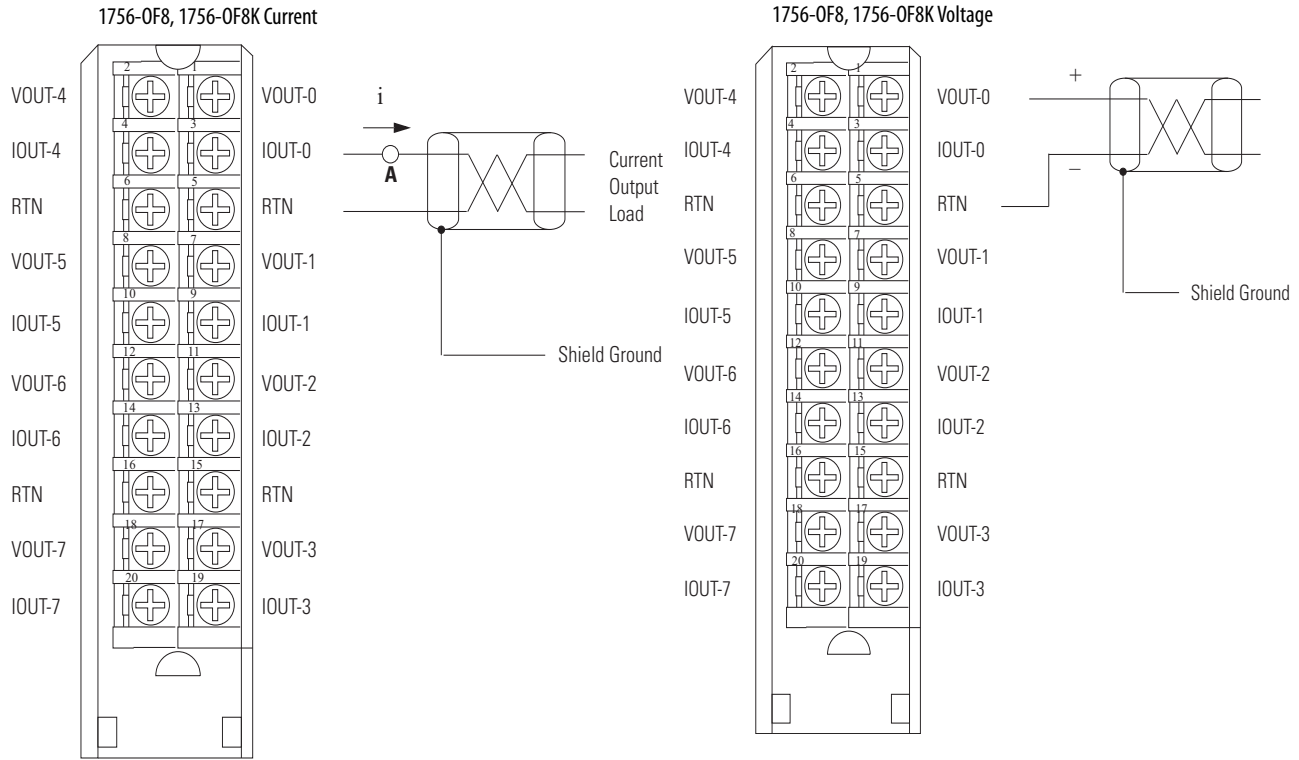 1756-OF8, 1756-OF8K Current
2 1
VOUT-4 VOUT-0
4 3
IOUT-4 IOUT-0
6 5
RTN RTN
8 7
VOUT-5 VOUT-1
10 9
IOUT-5 IOUT-1
12 11
VOUT-6 VOUT-2
14 13
IOUT-6 IOUT-2
16 15
RTN RTN
18 17
VOUT-7 VOUT-3
20 19
IOUT-7 IOUT-3
i
A
Current
Output
Load
Shield Ground
1756-OF8, 1756-OF8K Voltage
2 1
VOUT-4 VOUT-0
4 3
IOUT-4 IOUT-0
6 5
RTN RTN
8 7
VOUT-5 VOUT-1
10 9
IOUT-5 IOUT-1
12 11
VOUT-6 VOUT-2
14 13
IOUT-6 IOUT-2
16 15
RTN RTN
18 17
VOUT-7 VOUT-3
20 19
IOUT-7 IOUT-3
+
–
Shield Ground